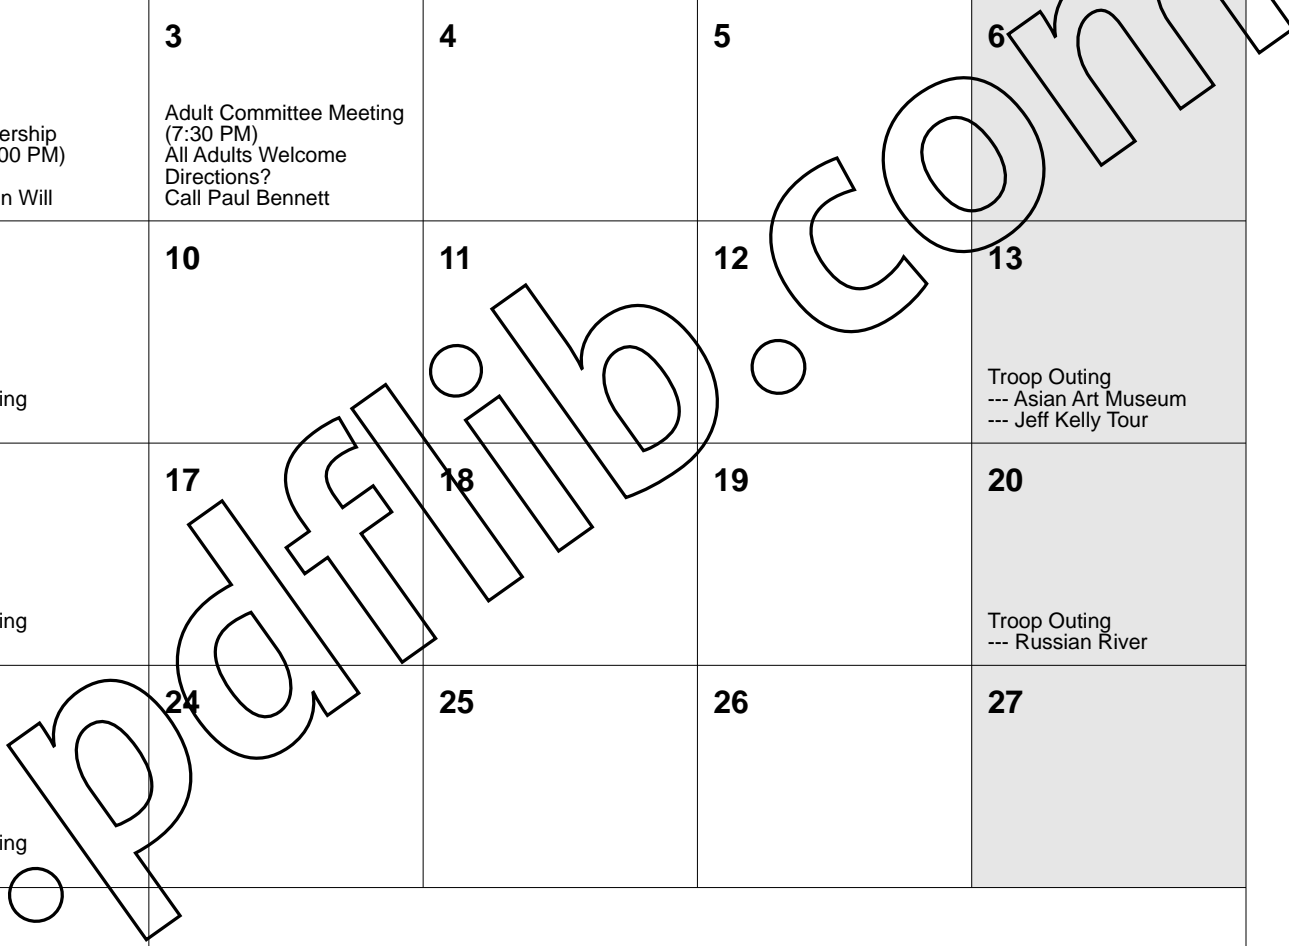 3
4
5
6
ership
00 PM)
n Will
Adult Committee Meeting
(7:30 PM)
All Adults Welcome
Directions?
Call Paul Bennett
10
11
12
13
ing
Troop Outing
--- Asian Art Museum
--- Jeff Kelly Tour
17
18
19
20
ing
Troop Outing
--- Russian River
24
25
26
27
ing
.pdflib.com